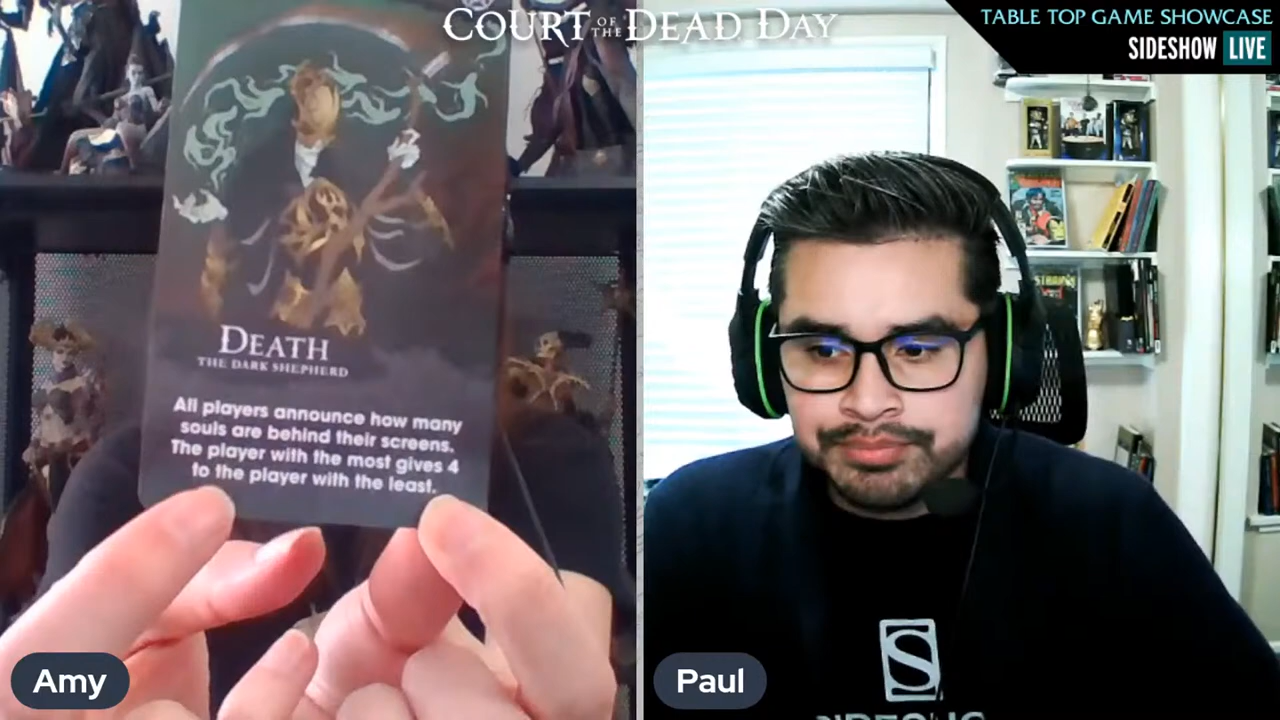 COURT OF THE DEAD DAY
TABLE TOP GAME SHOWCASE
SIDESHOW LIVE
DEATH
THE DARK SHEPHERD
All players announce how many
souls are behind their screens.
The player with the most gives 4
to the player with the least.
Amy
Paul
S